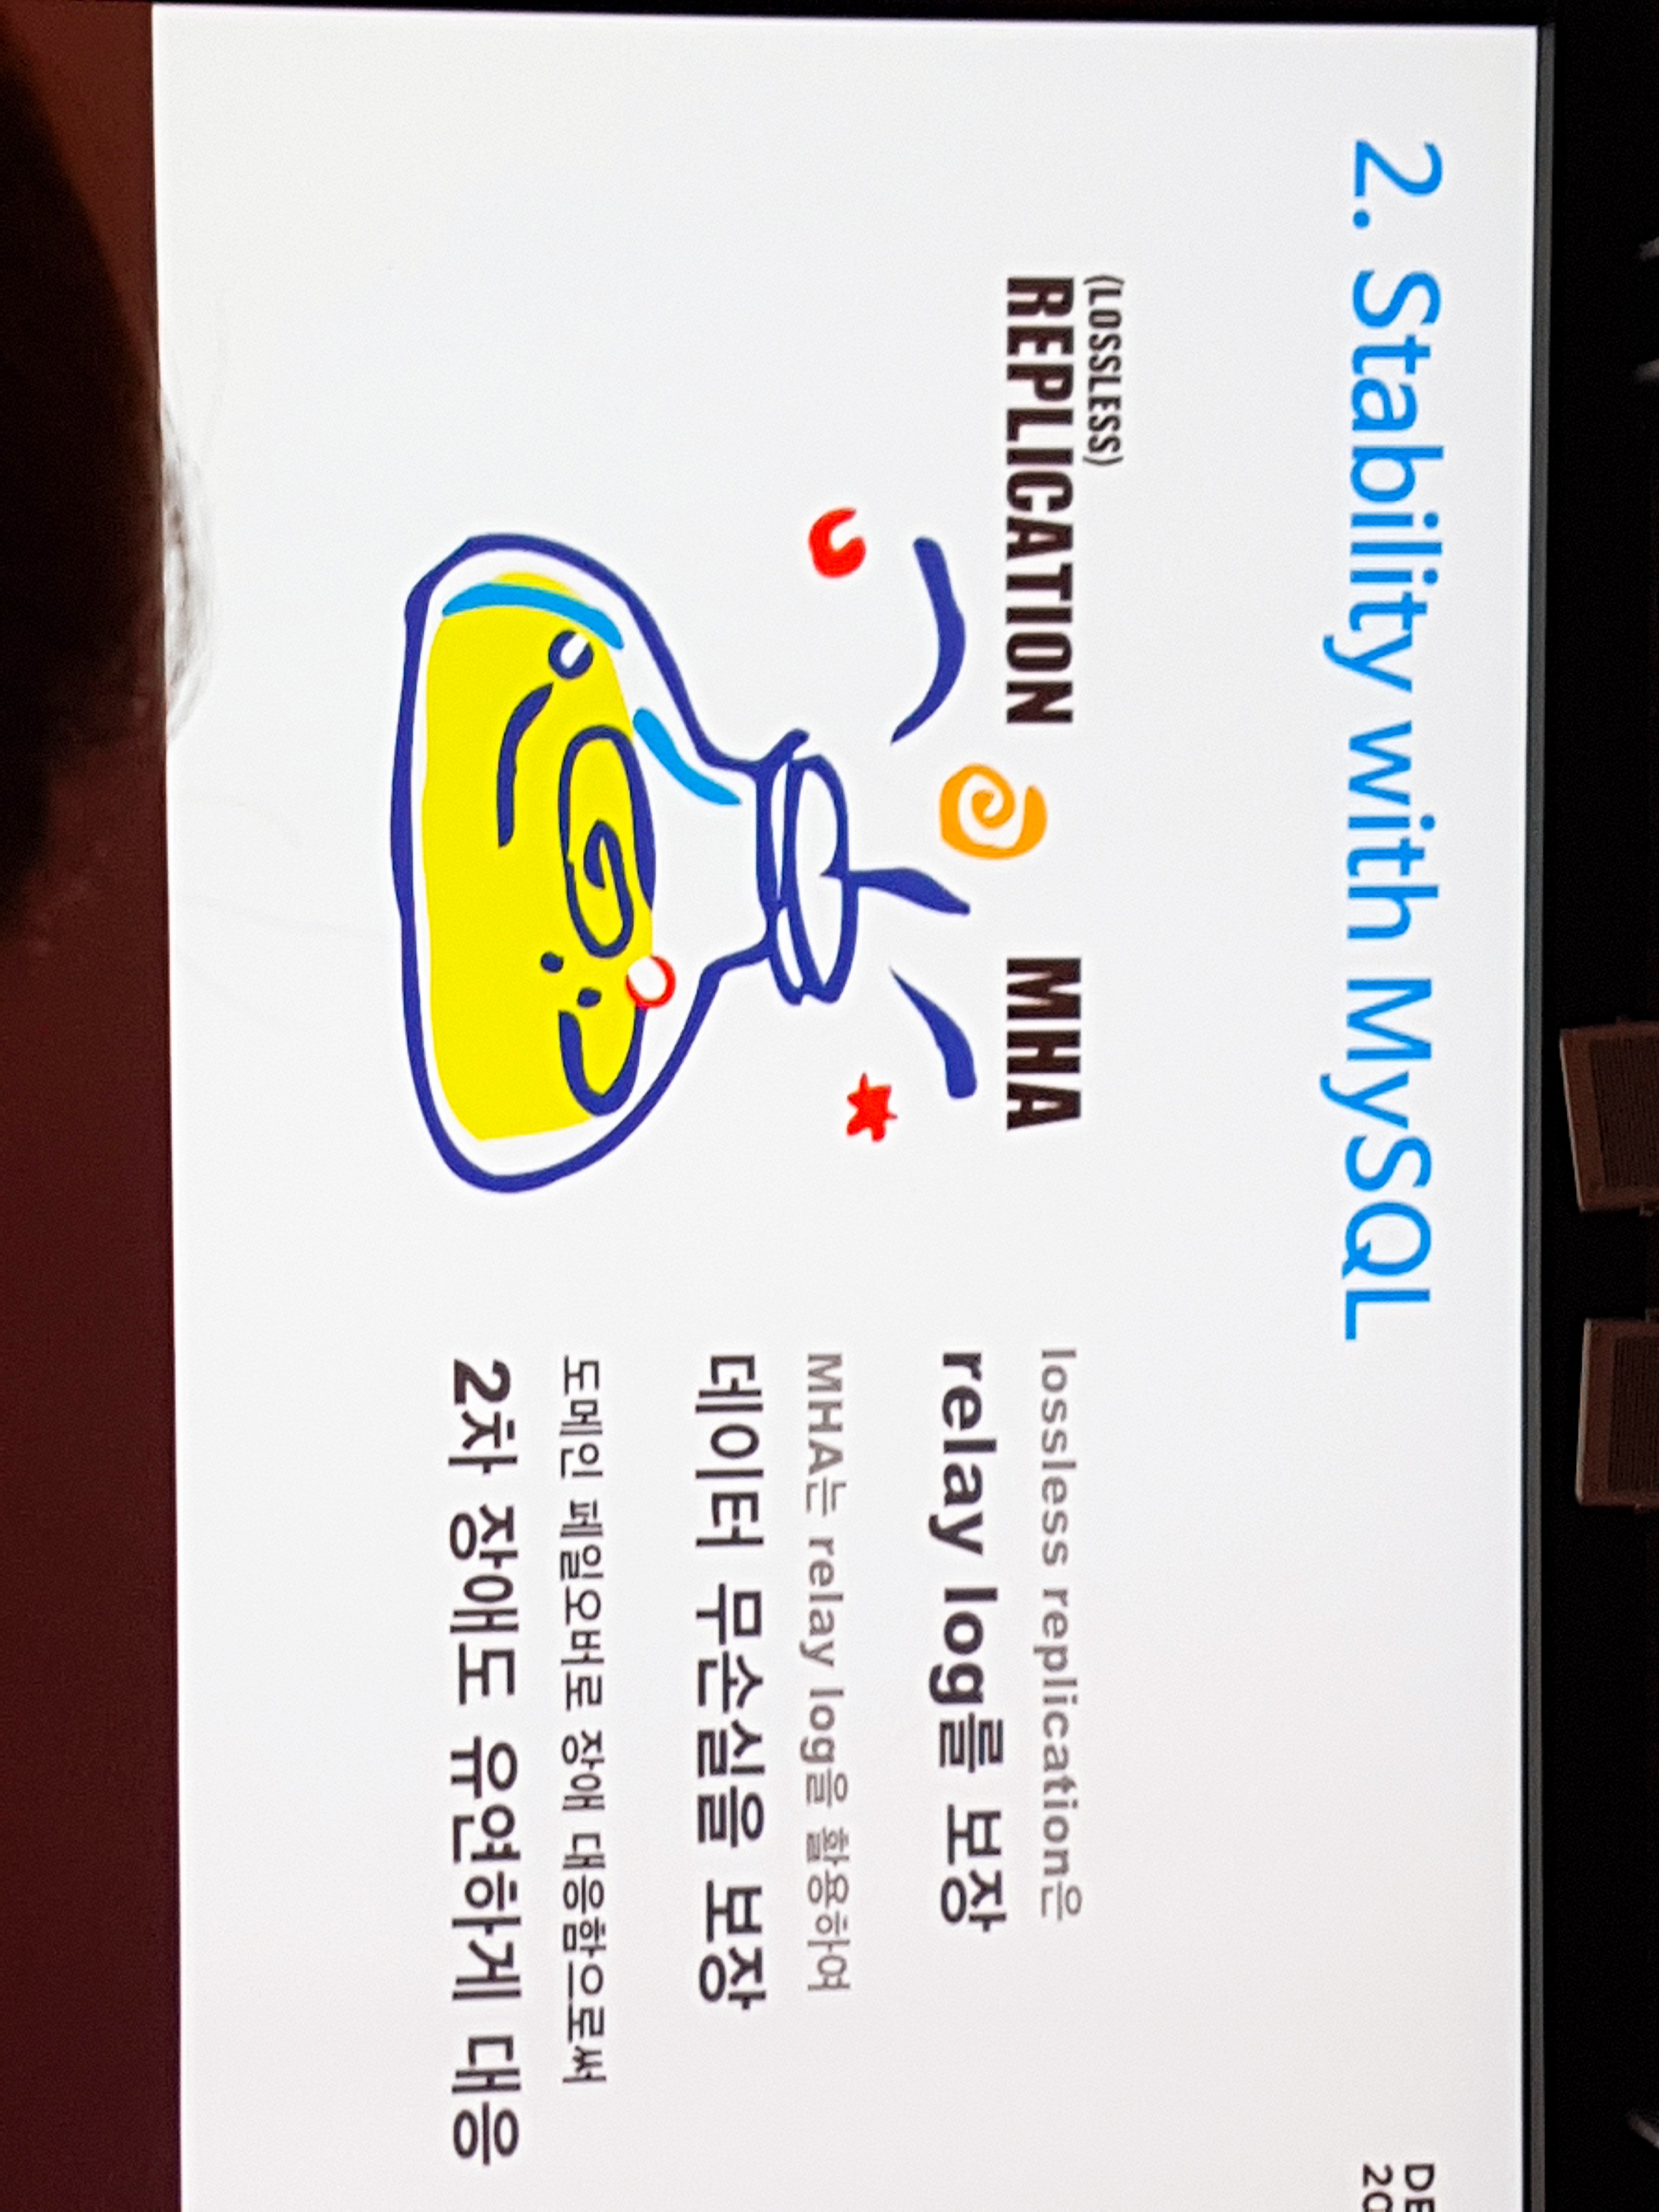 2. Stability with MySQL
(LOSSLESS)
REPLICATION
MHA
lossless replication은
relay log를 보장
MHA는 relay log을 활용하여
데이터 무손실을 보장
도메인 페일오버로 장애 대응함으로써
2차 장애도 유연하게 대응